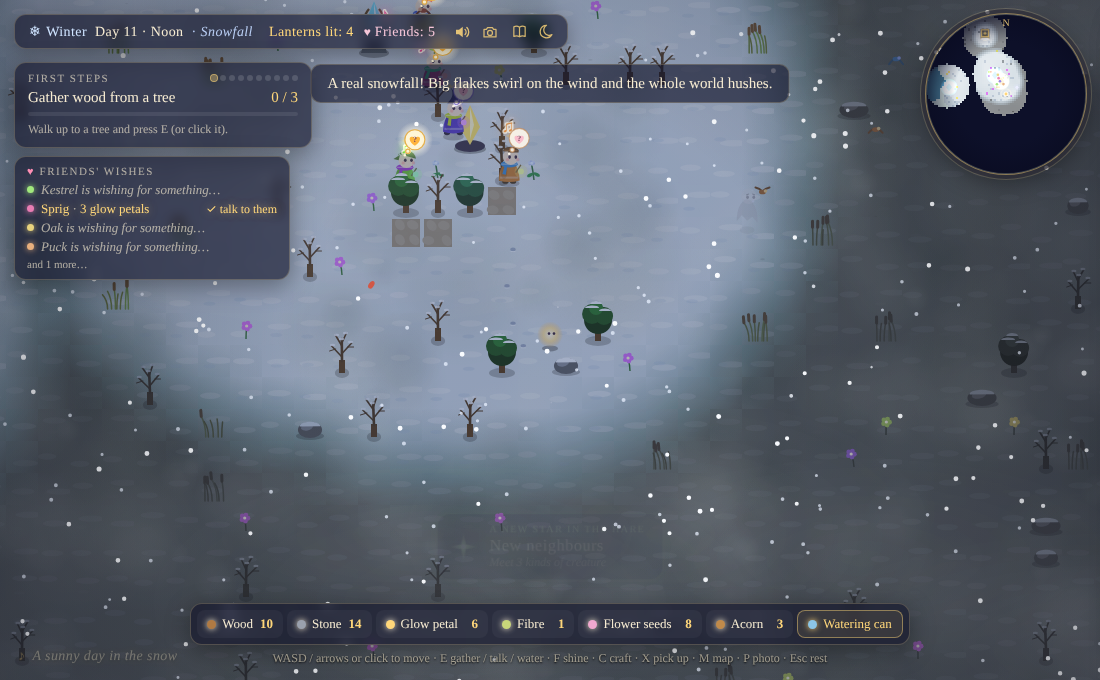 ❄ Winter Day 11 · Noon · Snowfall Lanterns lit: 4 ♥ Friends: 5
N
FIRST STEPS
Gather wood from a tree 0 / 3
Walk up to a tree and press E (or click it).
A real snowfall! Big flakes swirl on the wind and the whole world hushes.
♥ FRIENDS' WISHES
Kestrel is wishing for something…
Sprig · 3 glow petals ✓ talk to them
Oak is wishing for something…
Puck is wishing for something…
and 1 more…
New neighbours
Wood 10 Stone 14 Glow petal 6 Fibre 1 Flower seeds 8 Acorn 3 Watering can
♪ A sunny day in the snow
WASD / arrows or click to move · E gather / talk / water · F shine · C craft · X pick up · M map · P photo · Esc rest